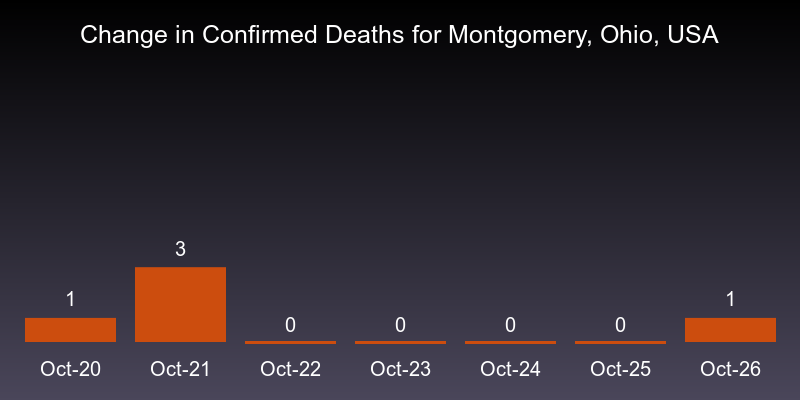 Change in Confirmed Deaths for Montgomery, Ohio, USA
1 3 0 0 0 0 1
Oct-20 Oct-21 Oct-22 Oct-23 Oct-24 Oct-25 Oct-26